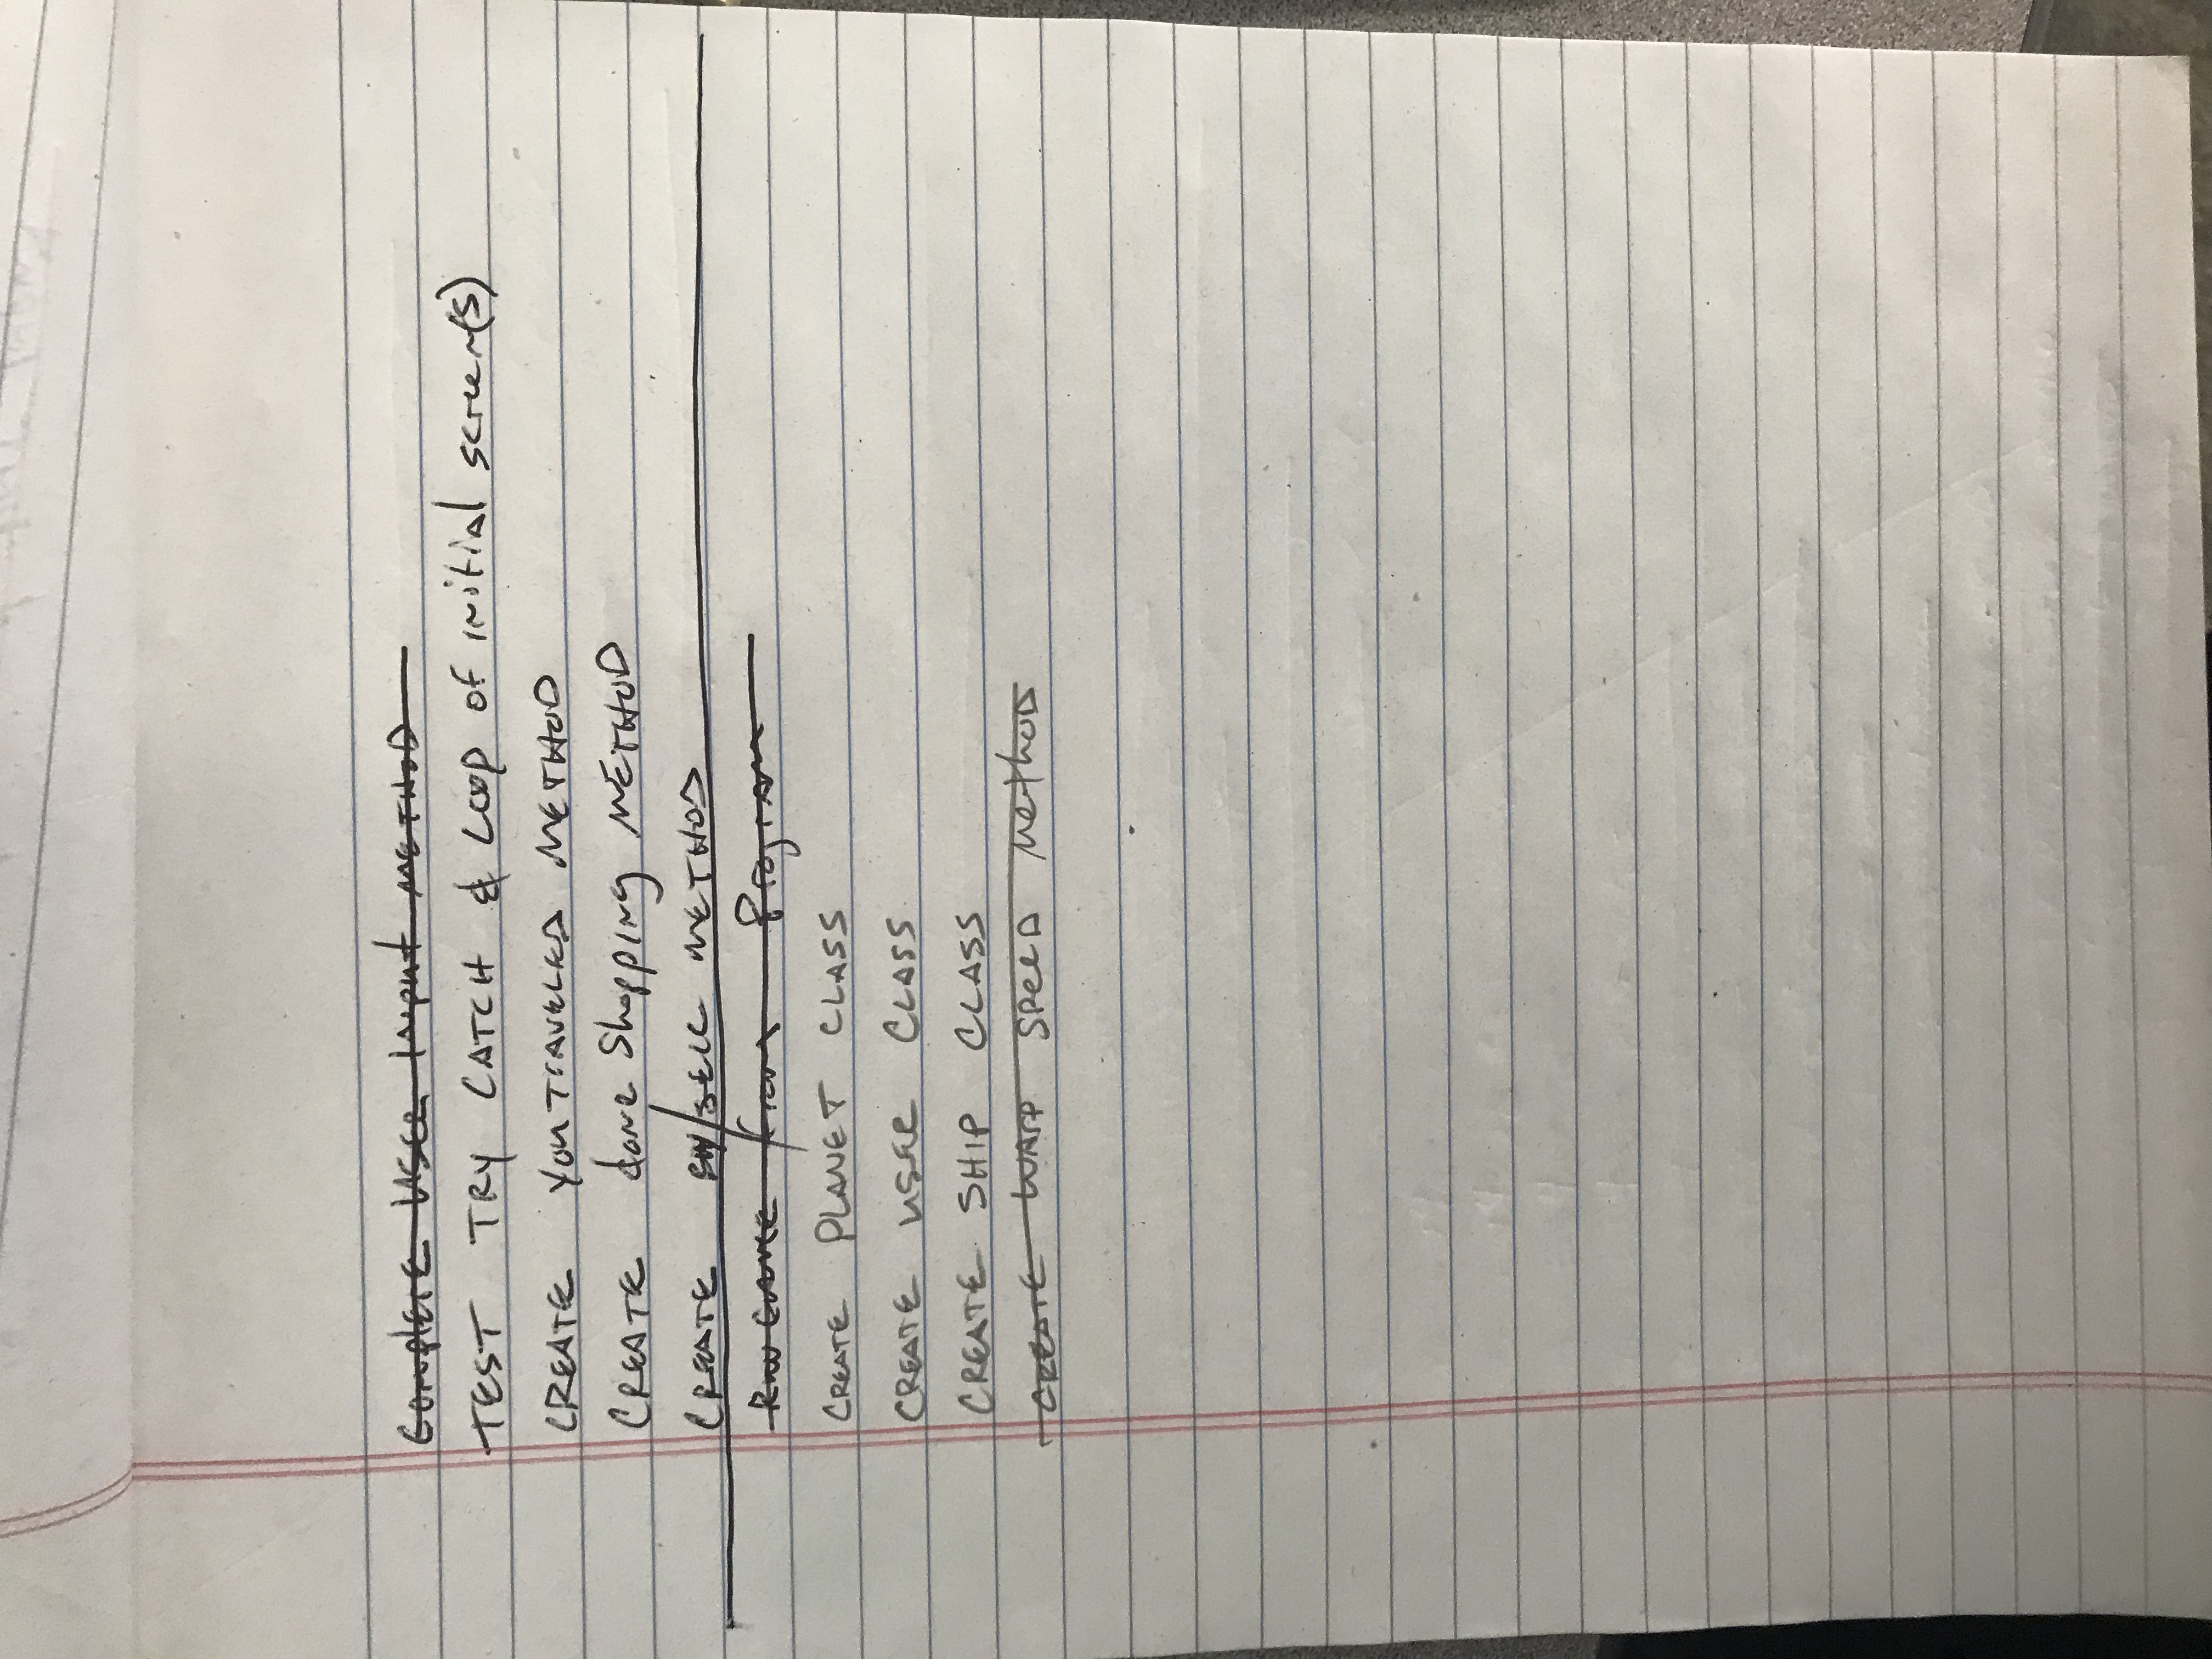 Complete User Input METHOD
TEST TRY CATCH & LOOP of initial screen(s)
CREATE YOU TRAVELED METHOD
CREATE done Shopping METHOD
CREATE BUY/SELL METHOD
Run Game from Program
CREATE PLANET CLASS
CREATE USER CLASS
CREATE SHIP CLASS
CREATE WARP SPEED Method